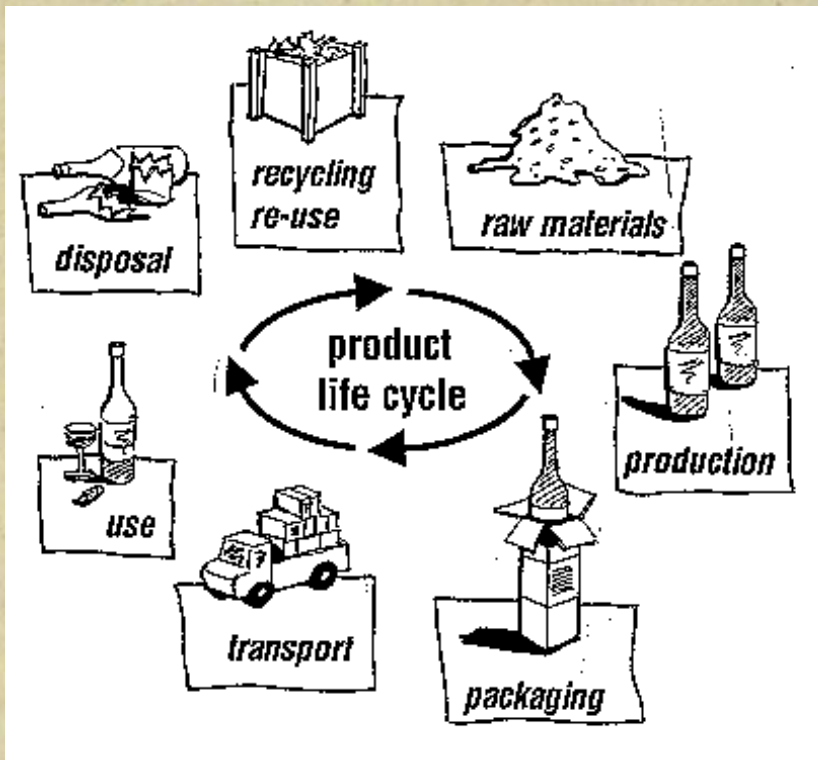 recycling
re-use
raw materials
disposal
product
life cycle
production
use
transport
packaging